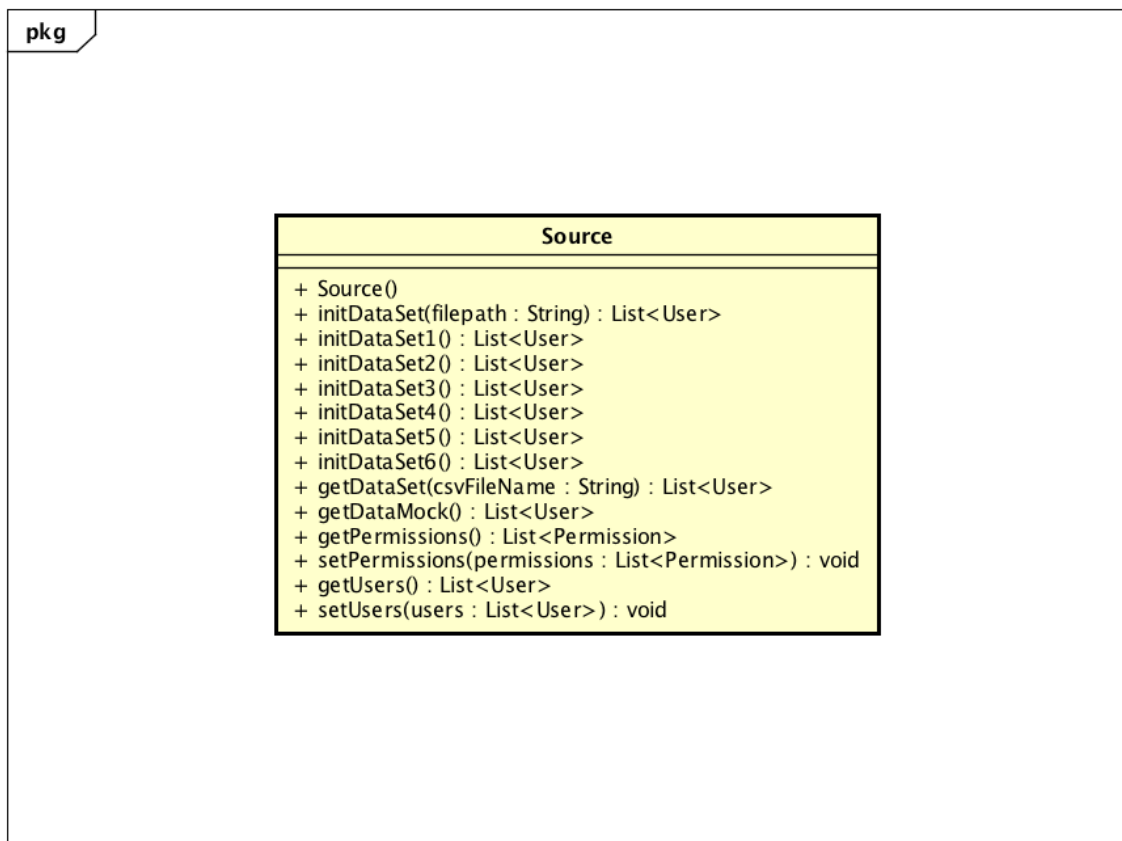 pkg
Source
+ Source()
+ initDataSet(filepath : String) : List<User>
+ initDataSet1() : List<User>
+ initDataSet2() : List<User>
+ initDataSet3() : List<User>
+ initDataSet4() : List<User>
+ initDataSet5() : List<User>
+ initDataSet6() : List<User>
+ getDataSet(csvFileName : String) : List<User>
+ getDataMock() : List<User>
+ getPermissions() : List<Permission>
+ setPermissions(permissions : List<Permission>) : void
+ getUsers() : List<User>
+ setUsers(users : List<User>) : void